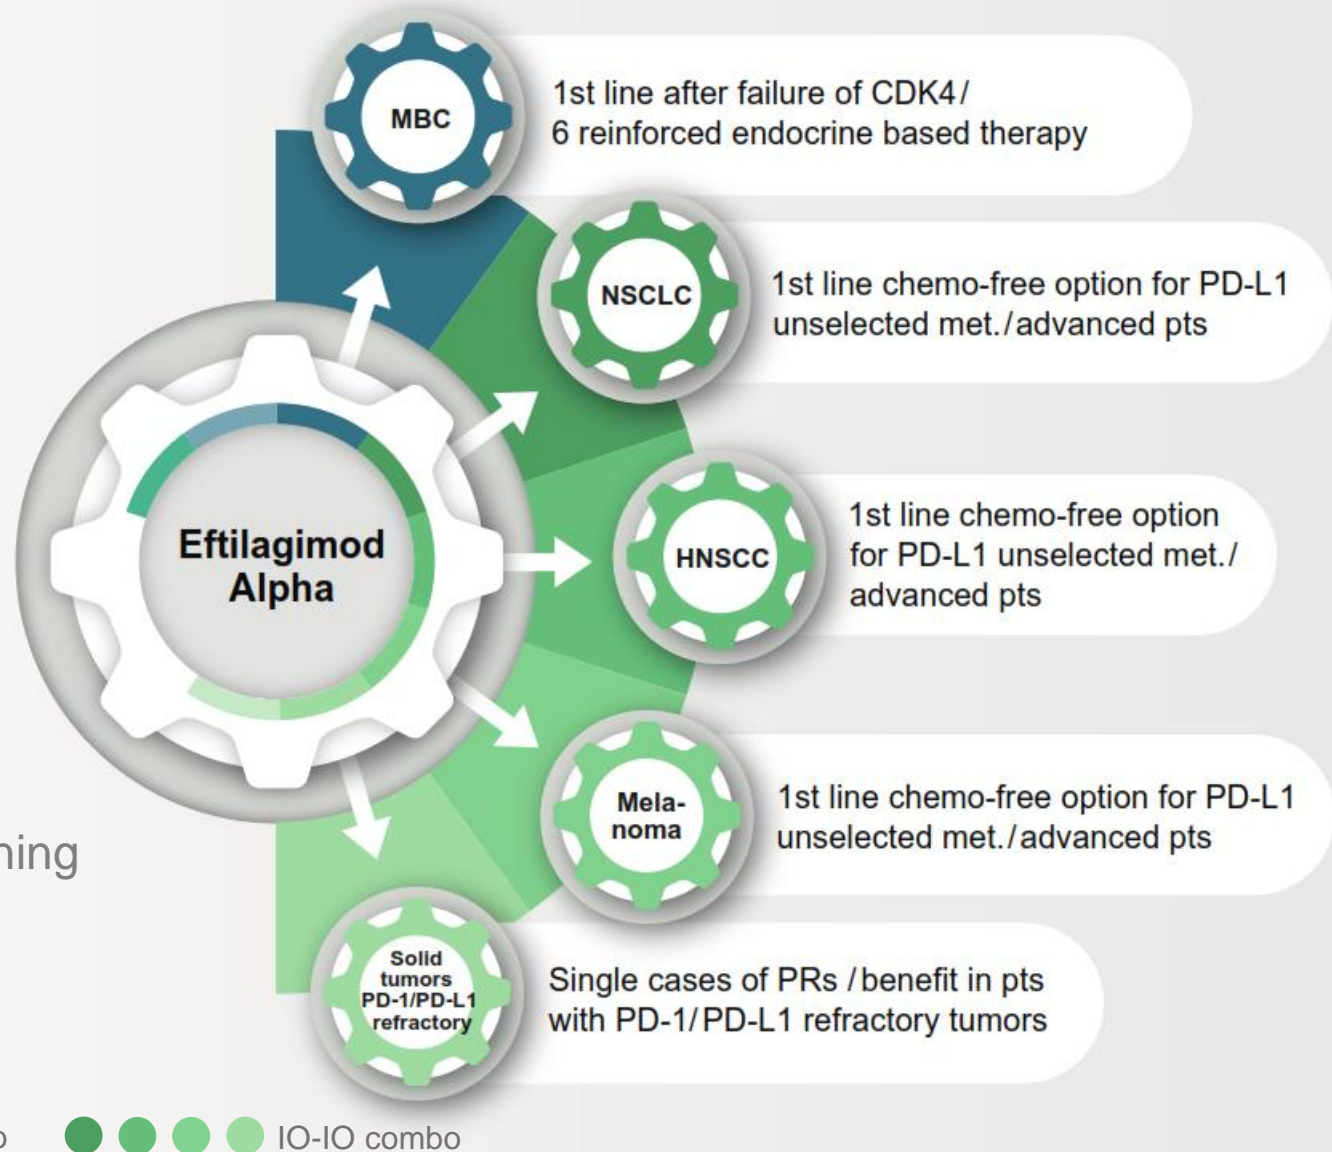 MBC
1st line after failure of CDK4/
6 reinforced endocrine based therapy
NSCLC
1st line chemo-free option for PD-L1
unselected met./advanced pts
Eftilagimod
Alpha
HNSCC
1st line chemo-free option
for PD-L1 unselected met./
advanced pts
Mela-
noma
1st line chemo-free option for PD-L1
unselected met./advanced pts
Solid
tumors
PD-1/PD-L1
refractory
Single cases of PRs / benefit in pts
with PD-1/PD-L1 refractory tumors
IO-IO combo